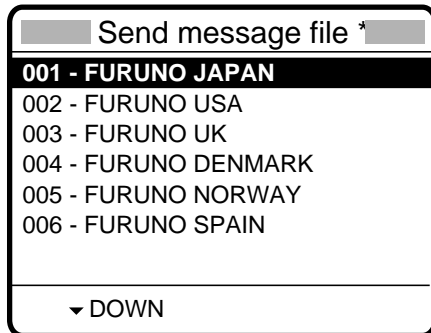 Send message file *
001 - FURUNO JAPAN
002 - FURUNO USA
003 - FURUNO UK
004 - FURUNO DENMARK
005 - FURUNO NORWAY
006 - FURUNO SPAIN
DOWN